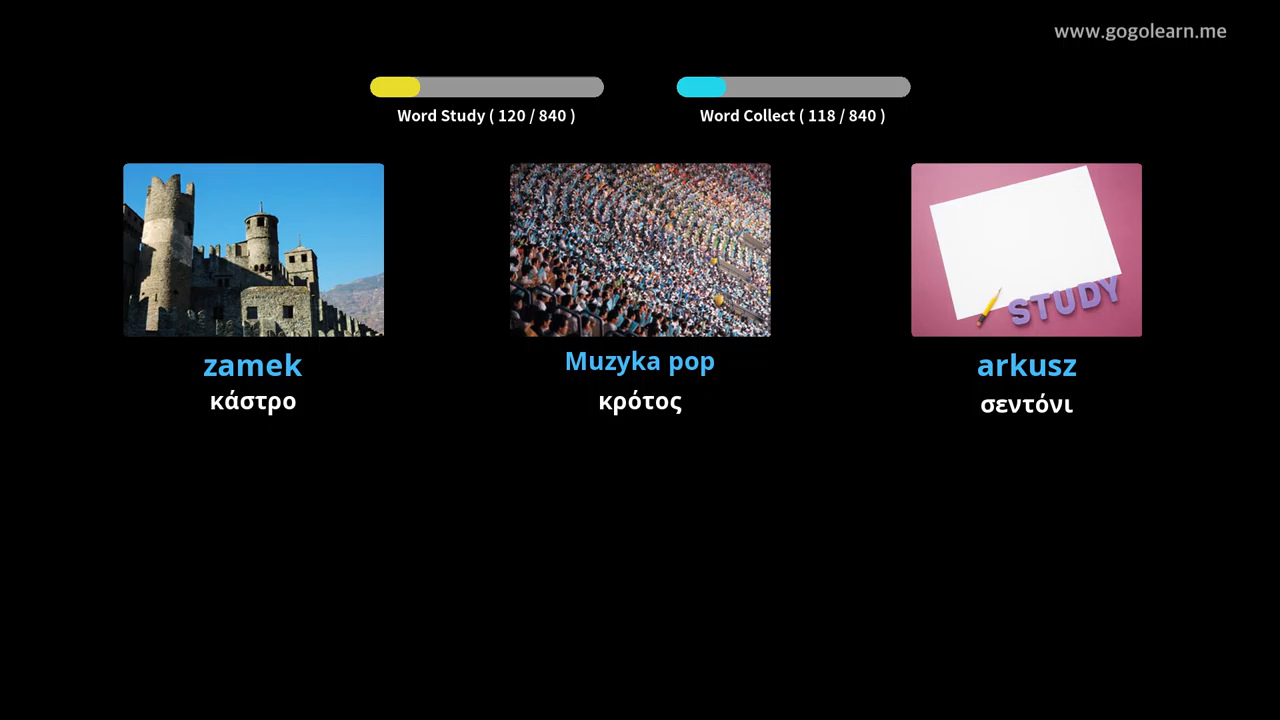 www.gogolearn.me
Word Study ( 120 / 840 )
Word Collect ( 118 / 840 )
STUDY
zamek
Muzyka pop
arkusz
κάστρο
κρότος
σεντόνι